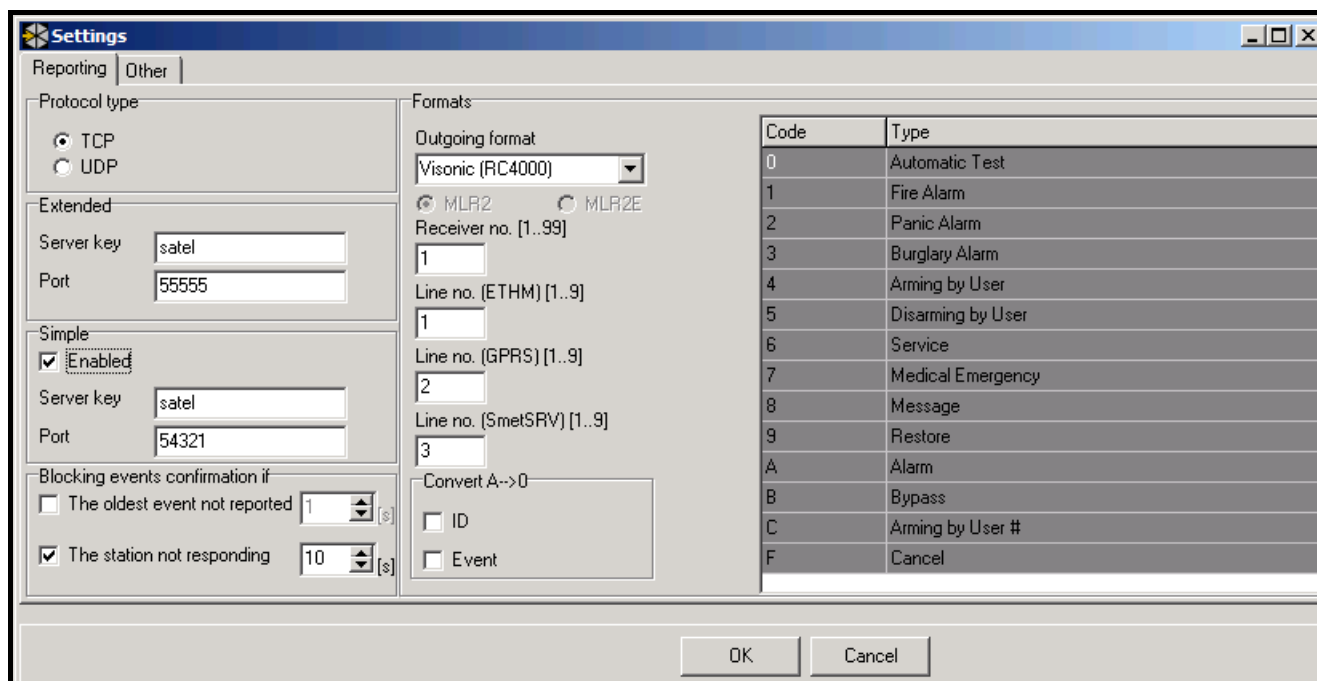 Settings
Reporting
Other
Protocol type
TCP
UDP
Extended
Server key satel
Port 55555
Simple
Enabled
Server key satel
Port 54321
Blocking events confirmation if
The oldest event not reported 1 [s]
The station not responding 10 [s]
Formats
Outgoing format
Visonic (RC4000)
MLR2 MLR2E
Receiver no. [1..99]
1
Line no. (ETHM) [1..9]
1
Line no. (GPRS) [1..9]
2
Line no. (SmetSRV) [1..9]
3
Convert A-->0
ID
Event
Code Type
0 Automatic Test
1 Fire Alarm
2 Panic Alarm
3 Burglary Alarm
4 Arming by User
5 Disarming by User
6 Service
7 Medical Emergency
8 Message
9 Restore
A Alarm
B Bypass
C Arming by User #
F Cancel
OK Cancel